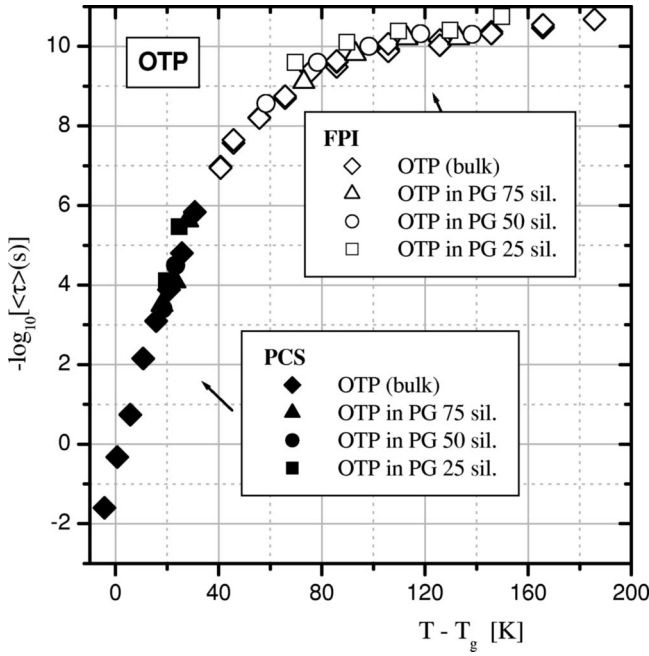 OTP
10
8
6
4
2
0
-2
-log10[<τ>(s)]
FPI
OTP (bulk)
OTP in PG 75 sil.
OTP in PG 50 sil.
OTP in PG 25 sil.
PCS
OTP (bulk)
OTP in PG 75 sil.
OTP in PG 50 sil.
OTP in PG 25 sil.
0 40 80 120 160 200
T - Tg [K]